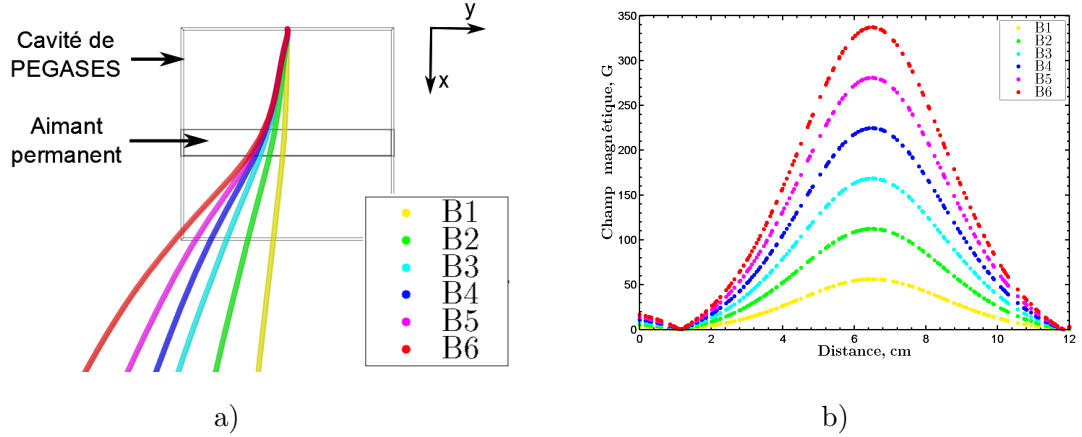 Cavité de
PEGASES
Aimant
permanent
y
x
B1
B2
B3
B4
B5
B6
a)
Champ magnétique, G
350
300
250
200
150
100
50
0
0 2 4 6 8 10 12
Distance, cm
B1
B2
B3
B4
B5
B6
b)